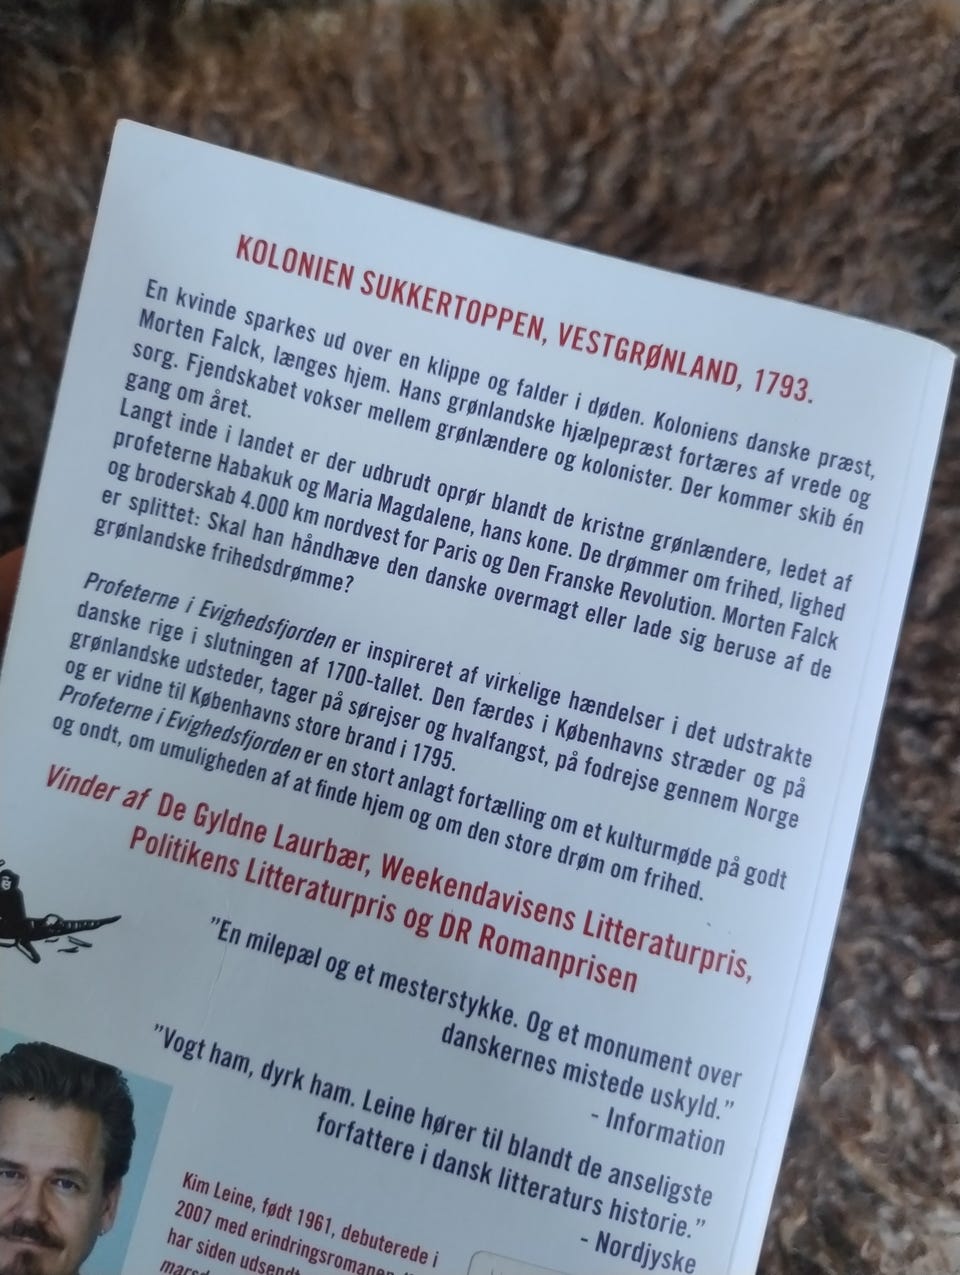 KOLONIEN SUKKERTOPPEN, VESTGRØNLAND, 1793.
En kvinde sparkes ud over en klippe og falder i døden. Koloniens danske præst,
Morten Falck, længes hjem. Hans grønlandske hjælpepræst fortæres af vrede og
sorg. Fjendskabet vokser mellem grønlændere og kolonister. Der kommer skib én
gang om året.
Langt inde i landet er der udbrudt oprør blandt de kristne grønlændere, ledet af
profeterne Habakuk og Maria Magdalene, hans kone. De drømmer om frihed, lighed
og broderskab 4.000 km nordvest for Paris og Den Franske Revolution. Morten Falck
er splittet: Skal han håndhæve den danske overmagt eller lade sig beruse af de
grønlandske frihedsdrømme?
Profeterne i Evighedsfjorden er inspireret af virkelige hændelser i det udstrakte
danske rige i slutningen af 1700-tallet. Den færdes i Københavns stræder og på
grønlandske udsteder, tager på sørejser og hvalfangst, på fodrejse gennem Norge
og er vidne til Københavns store brand i 1795.
Profeterne i Evighedsfjorden er en stort anlagt fortælling om et kulturmøde på godt
og ondt, om umuligheden af at finde hjem og om den store drøm om frihed.
Vinder af De Gyldne Laurbær, Weekendavisens Litteraturpris,
Politikens Litteraturpris og DR Romanprisen
"En milepæl og et mesterstykke. Og et monument over
danskernes mistede uskyld."
- Information
"Vogt ham, dyrk ham. Leine hører til blandt de anseligste
forfattere i dansk litteraturs historie."
- Nordjyske
Kim Leine, født 1961, debuterede i
2007 med erindringsromanen
har siden udsendt